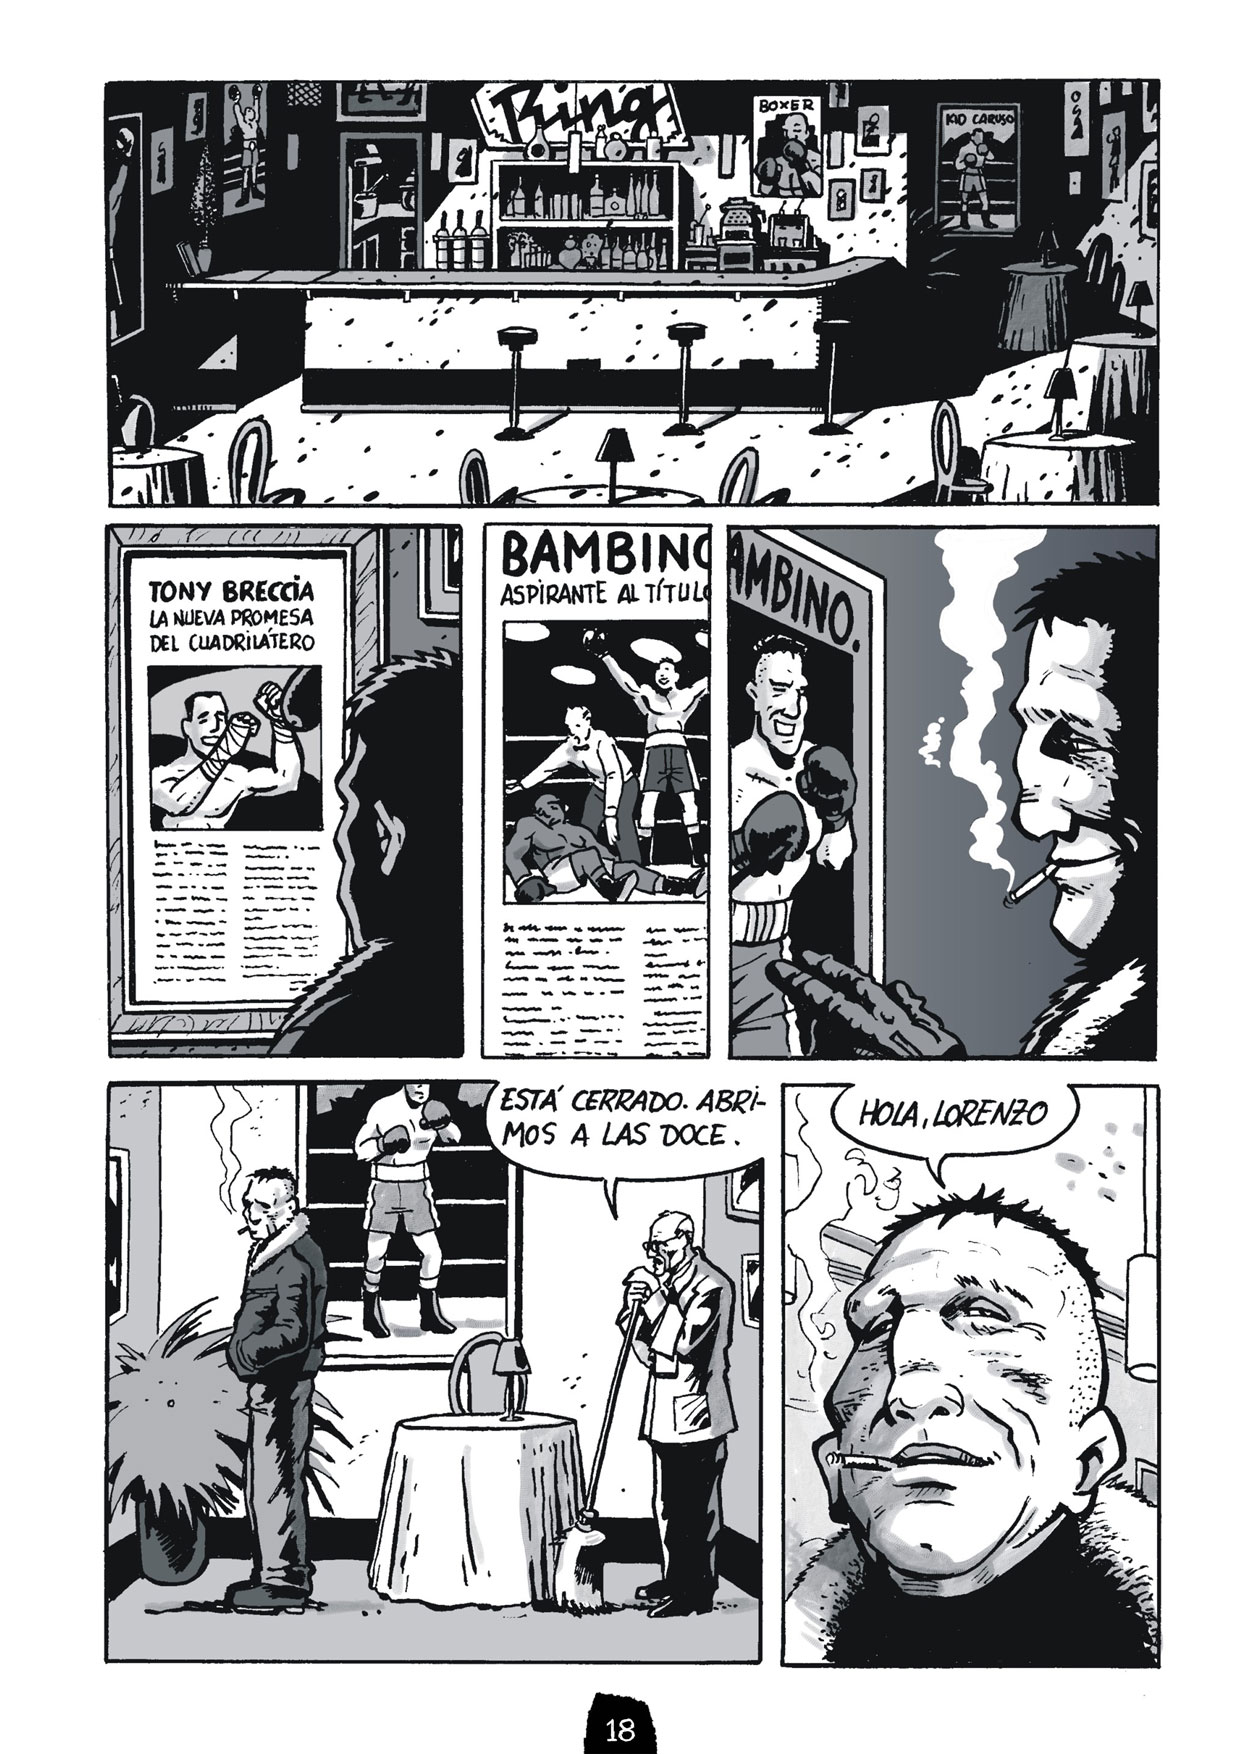 Ring
BOXER
KID CARUSO
TONY BRECCIA
LA NUEVA PROMESA
DEL CUADRILÁTERO
BAMBINO
ASPIRANTE AL TÍTULO
AMBINO.
ESTÁ CERRADO. ABRI-
MOS A LAS DOCE.
HOLA, LORENZO
18